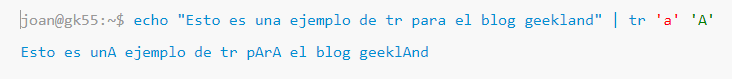 joan@gk55:~$ echo "Esto es una ejemplo de tr para el blog geekland" | tr 'a' 'A'
Esto es unA ejemplo de tr pArA el blog geeklAnd